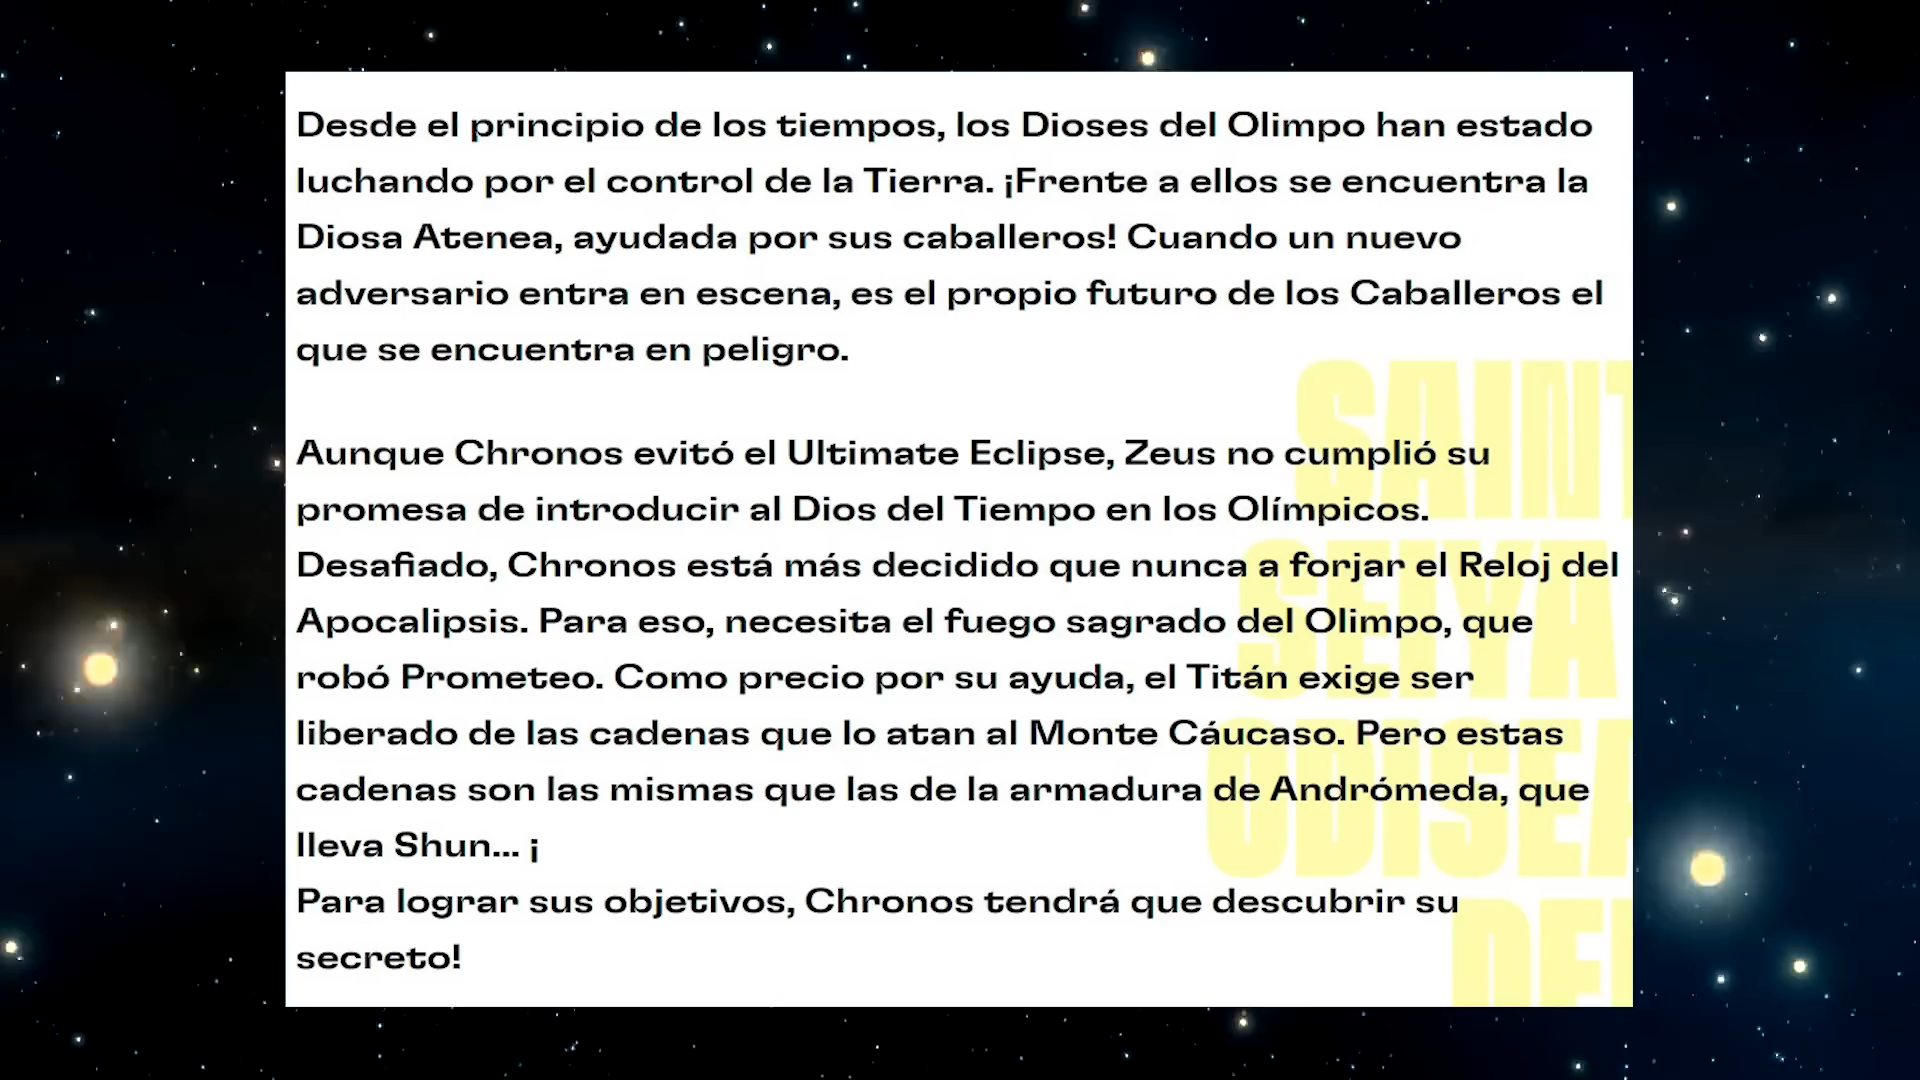 Desde el principio de los tiempos, los Dioses del Olimpo han estado
luchando por el control de la Tierra. ¡Frente a ellos se encuentra la
Diosa Atenea, ayudada por sus caballeros! Cuando un nuevo
adversario entra en escena, es el propio futuro de los Caballeros el
que se encuentra en peligro.
Aunque Chronos evitó el Ultimate Eclipse, Zeus no cumplió su
promesa de introducir al Dios del Tiempo en los Olímpicos.
Desafiado, Chronos está más decidido que nunca a forjar el Reloj del
Apocalipsis. Para eso, necesita el fuego sagrado del Olimpo, que
robó Prometeo. Como precio por su ayuda, el Titán exige ser
liberado de las cadenas que lo atan al Monte Cáucaso. Pero estas
cadenas son las mismas que las de la armadura de Andrómeda, que
lleva Shun... ¡
Para lograr sus objetivos, Chronos tendrá que descubrir su
secreto!
SAINT
SEIYA
ODISEA
DE